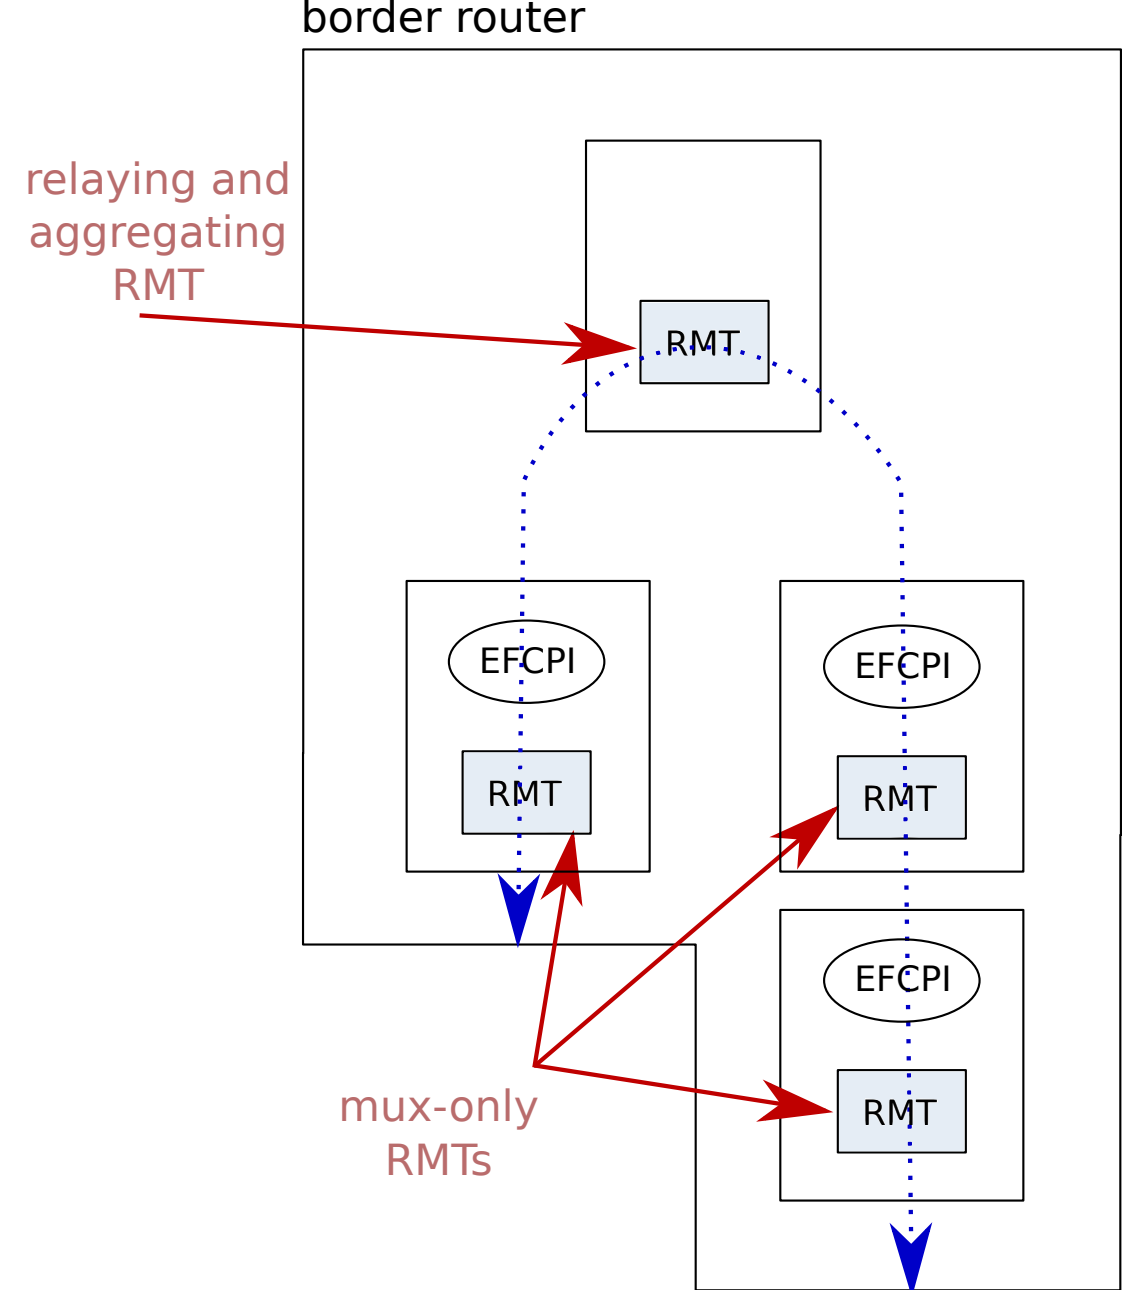 border router
relaying and
aggregating
RMT
RMT
EFCPI
EFCPI
RMT
RMT
EFCPI
mux-only
RMTs
RMT